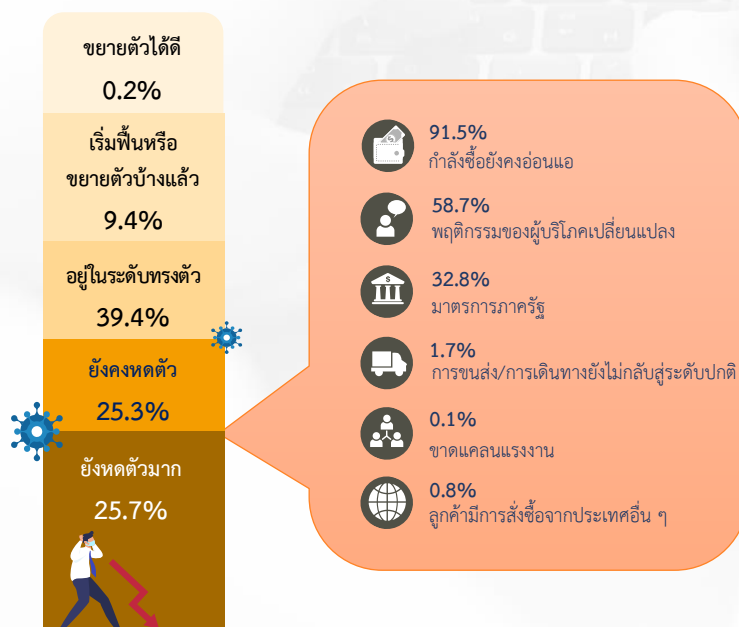 ขยายตัวได้ดี
0.2%
เริ่มฟื้นหรือ
ขยายตัวบ้างแล้ว
9.4%
อยู่ในระดับทรงตัว
39.4%
ยังคงหดตัว
25.3%
ยังหดตัวมาก
25.7%
91.5%
กำลังซื้อยังคงอ่อนแอ
58.7%
พฤติกรรมของผู้บริโภคเปลี่ยนแปลง
32.8%
มาตรการภาครัฐ
1.7%
การขนส่ง/การเดินทางยังไม่กลับสู่ระดับปกติ
0.1%
ขาดแคลนแรงงาน
0.8%
ลูกค้ามีการสั่งซื้อจากประเทศอื่น ๆ